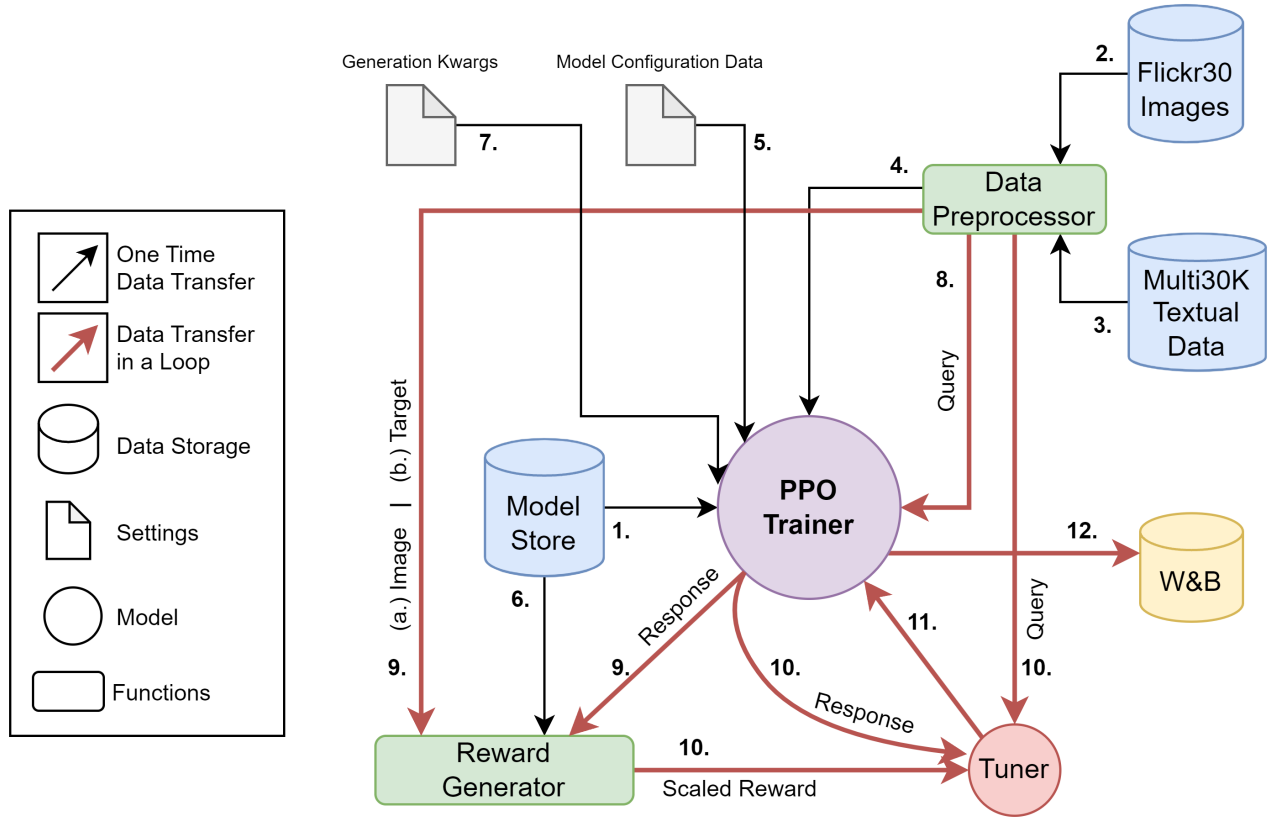 Generation Kwargs
Model Configuration Data
2.
Flickr30
Images
7.
5.
4.
Data
Preprocessor
One Time
Data Transfer
Data Transfer
in a Loop
Data Storage
Settings
Model
Functions
8.
Multi30K
Textual
Data
3.
Query
(a.) Image | (b.) Target
Model
Store
1.
PPO
Trainer
12.
W&B
6.
Response
11.
Query
9.
9.
10.
10.
Response
Reward
Generator
10.
Scaled Reward
Tuner